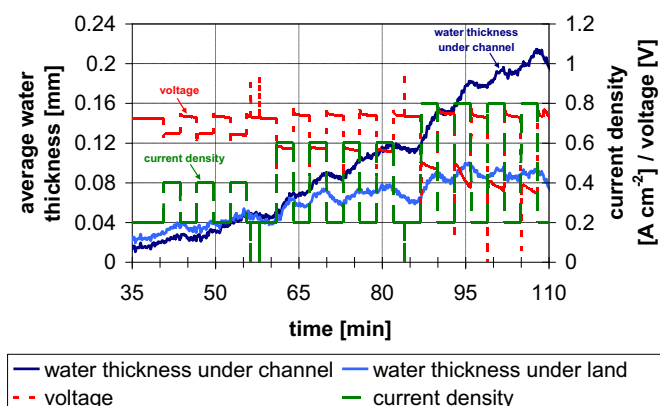 average water
thickness [mm]
0.24
0.2
0.16
0.12
0.08
0.04
0
water thickness
under channel
voltage
current density
1.2
1
0.8
0.6
0.4
0.2
0
current density
[A cm-2] / voltage [V]
35 50 65 80 95 110
time [min]
water thickness under channel water thickness under land
voltage current density